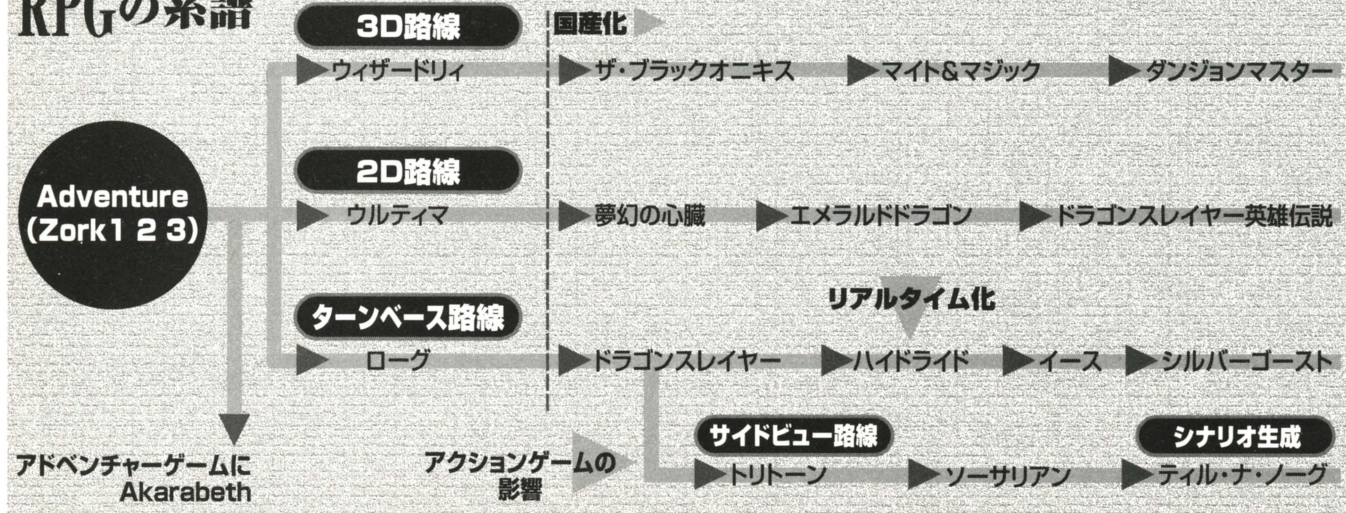 RPGの系譜
3D路線
国産化
ウィザードリィ
ザ・ブラックオニキス
マイト&マジック
ダンジョンマスター
Adventure
(Zork1 2 3)
2D路線
ウルティマ
夢幻の心臓
エメラルドドラゴン
ドラゴンスレイヤー英雄伝説
リアルタイム化
ターンベース路線
ローグ
ドラゴンスレイヤー
ハイドライド
イース
シルバーゴースト
サイドビュー路線
シナリオ生成
アクションゲームの
影響
トリトーン
ソーサリアン
ティル・ナ・ノーグ
アドベンチャーゲームに
Akarabeth